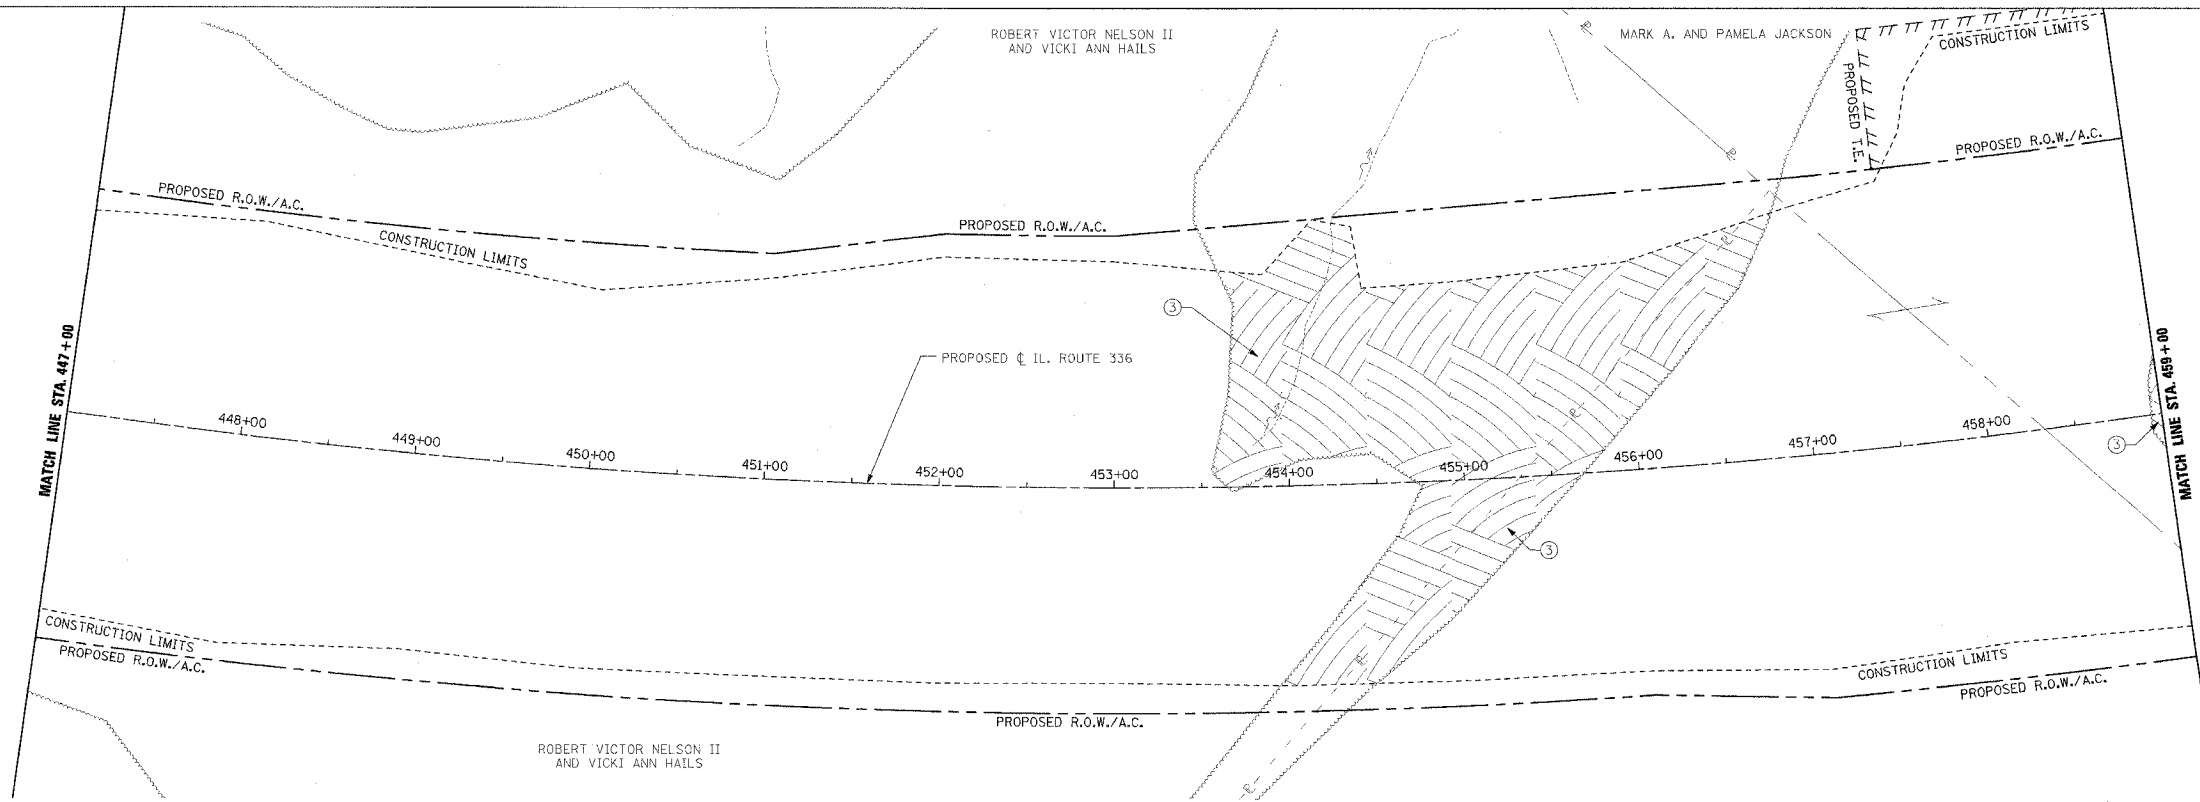 ROBERT VICTOR NELSON II
AND VICKI ANN HAILS
MARK A. AND PAMELA JACKSON
CONSTRUCTION LIMITS
PROPOSED T.E.
PROPOSED R.O.W./A.C.
PROPOSED R.O.W./A.C.
PROPOSED R.O.W./A.C.
CONSTRUCTION LIMITS
3
PROPOSED ℄ IL. ROUTE 336
MATCH LINE STA. 447+00
MATCH LINE STA. 459+00
448+00
449+00
450+00
451+00
452+00
453+00
454+00
455+00
456+00
457+00
458+00
3
3
CONSTRUCTION LIMITS
PROPOSED R.O.W./A.C.
CONSTRUCTION LIMITS
PROPOSED R.O.W./A.C.
PROPOSED R.O.W./A.C.
ROBERT VICTOR NELSON II
AND VICKI ANN HAILS